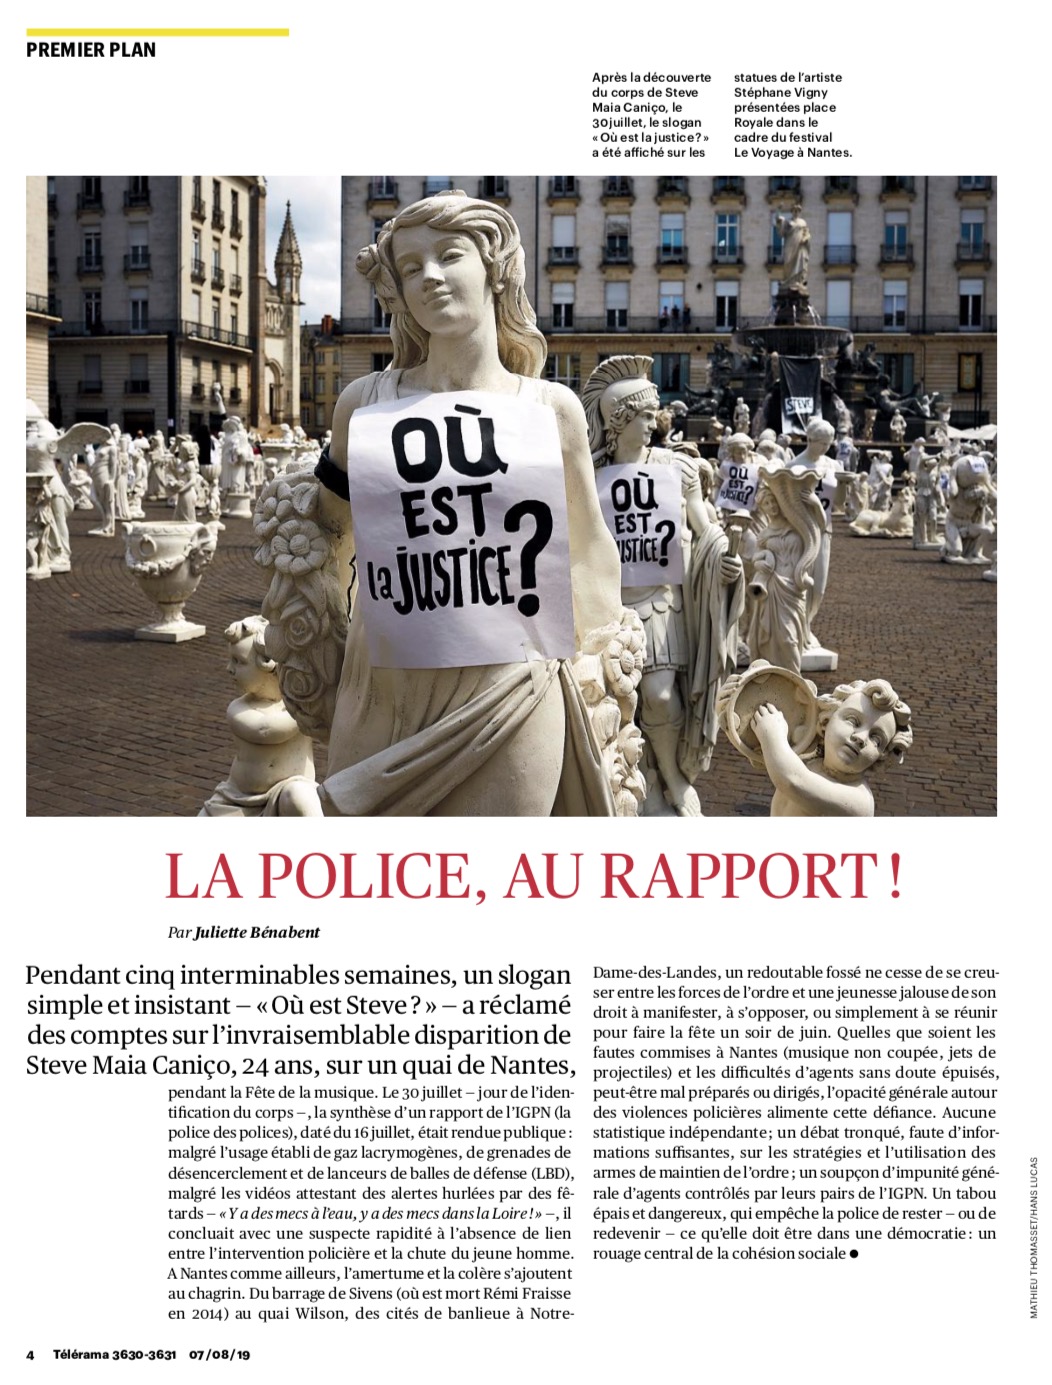 PREMIER PLAN
Après la découverte
du corps de Steve
Maia Caniço, le
30 juillet, le slogan
« Où est la justice ? »
a été affiché sur les
statues de l'artiste
Stéphane Vigny
présentées place
Royale dans le
cadre du festival
Le Voyage à Nantes.
OÙ
EST
la JUSTICE ?
OÙ
EST
USTICE ?
OÙ
EST
USTICE ?
STEVE
LA POLICE, AU RAPPORT !
Par Juliette Bénabent
Pendant cinq interminables semaines, un slogan
simple et insistant – « Où est Steve ? » – a réclamé
des comptes sur l'invraisemblable disparition de
Steve Maia Caniço, 24 ans, sur un quai de Nantes,
pendant la Fête de la musique. Le 30 juillet – jour de l'iden-
tification du corps –, la synthèse d'un rapport de l'IGPN (la
police des polices), daté du 16 juillet, était rendue publique :
malgré l'usage établi de gaz lacrymogènes, de grenades de
désencerclement et de lanceurs de balles de défense (LBD),
malgré les vidéos attestant des alertes hurlées par des fê-
tards – « Y a des mecs à l'eau, y a des mecs dans la Loire ! » –, il
concluait avec une suspecte rapidité à l'absence de lien
entre l'intervention policière et la chute du jeune homme.
A Nantes comme ailleurs, l'amertume et la colère s'ajoutent
au chagrin. Du barrage de Sivens (où est mort Rémi Fraisse
en 2014) au quai Wilson, des cités de banlieue à Notre-
Dame-des-Landes, un redoutable fossé ne cesse de se creu-
ser entre les forces de l'ordre et une jeunesse jalouse de son
droit à manifester, à s'opposer, ou simplement à se réunir
pour faire la fête un soir de juin. Quelles que soient les
fautes commises à Nantes (musique non coupée, jets de
projectiles) et les difficultés d'agents sans doute épuisés,
peut-être mal préparés ou dirigés, l'opacité générale autour
des violences policières alimente cette défiance. Aucune
statistique indépendante ; un débat tronqué, faute d'infor-
mations suffisantes, sur les stratégies et l'utilisation des
armes de maintien de l'ordre ; un soupçon d'impunité géné-
rale d'agents contrôlés par leurs pairs de l'IGPN. Un tabou
épais et dangereux, qui empêche la police de rester – ou de
redevenir – ce qu'elle doit être dans une démocratie : un
rouage central de la cohésion sociale ●
MATHIEU THOMASSET/HANS LUCAS
4 Télérama 3630-3631 07/08/19